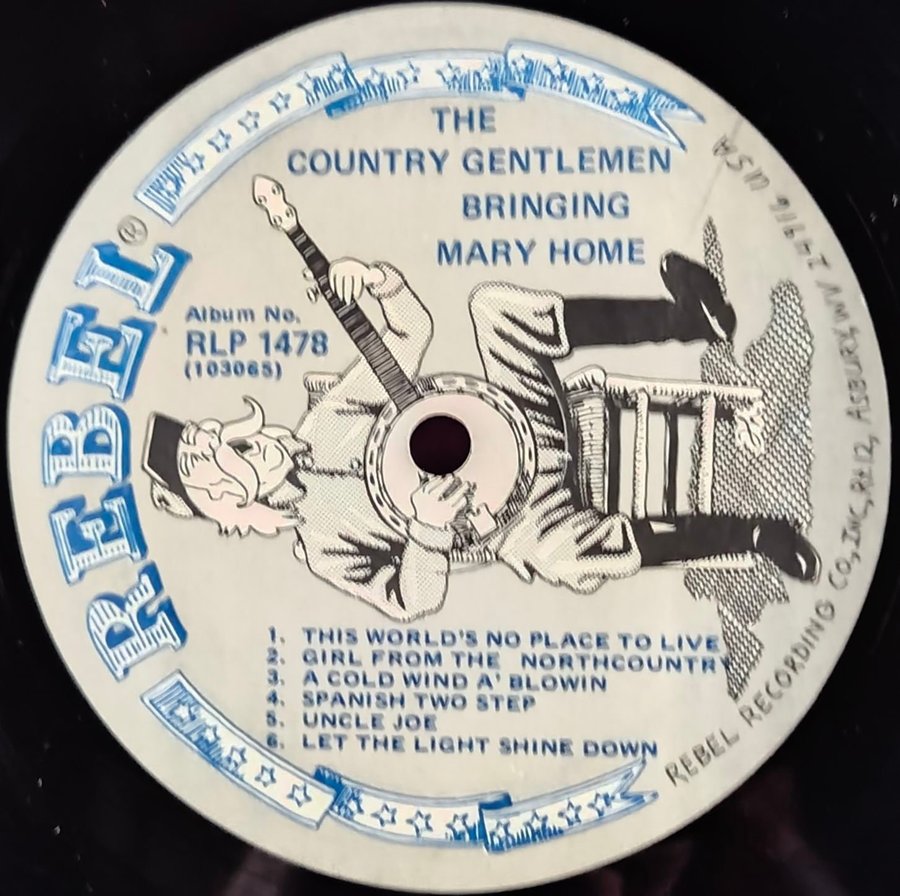 THE
COUNTRY GENTLEMEN
BRINGING
MARY HOME
REBEL®
Album No.
RLP 1478
(103065)
1. THIS WORLD'S NO PLACE TO LIVE
2. GIRL FROM THE NORTHCOUNTRY
3. A COLD WIND A' BLOWIN
4. SPANISH TWO STEP
5. UNCLE JOE
6. LET THE LIGHT SHINE DOWN
REBEL RECORDING CO., INC., Rt. 12, ASBURY, WV 24916 USA